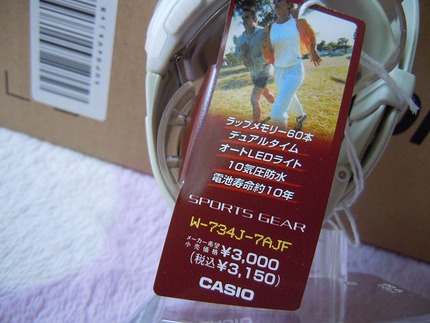 ラップメモリー60本
デュアルタイム
オートLEDライト
10気圧防水
電池寿命約10年
SPORTS GEAR
W-734J-7AJF
メーカー希望
小売価格 ¥3,000
(税込¥3,150)
CASIO